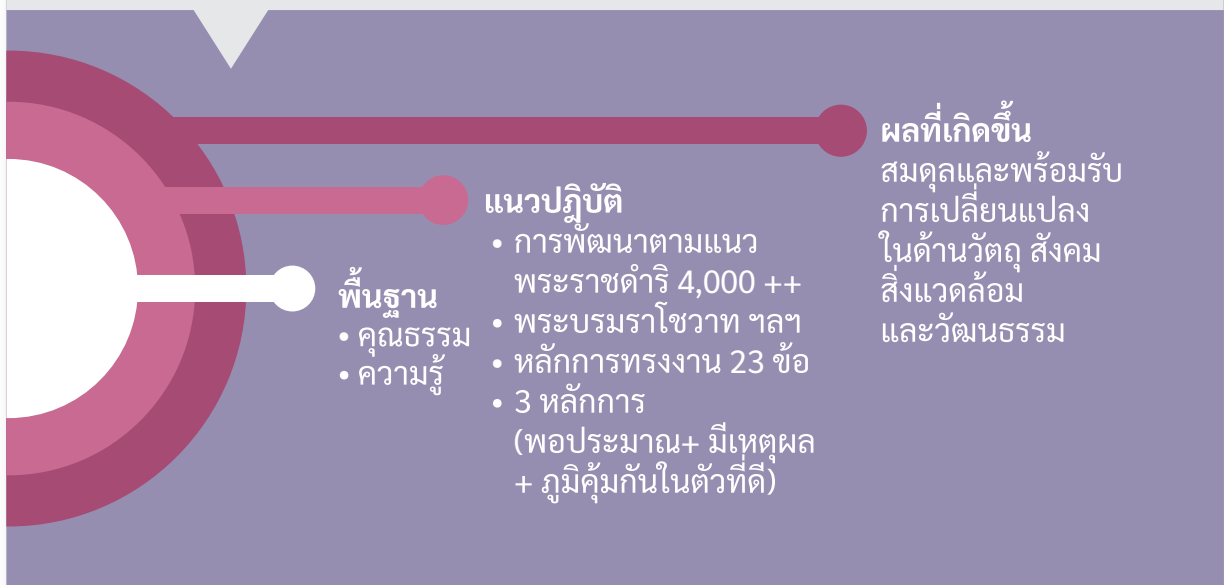 ผลที่เกิดขึ้น
สมดุลและพร้อมรับ
การเปลี่ยนแปลง
ในด้านวัตถุ สังคม
สิ่งแวดล้อม
และวัฒนธรรม
แนวปฎิบัติ
• การพัฒนาตามแนว
พระราชดำริ 4,000 ++
• พระบรมราโชวาท ฯลฯ
• หลักการทรงงาน 23 ข้อ
• 3 หลักการ
(พอประมาณ+ มีเหตุผล
+ ภูมิคุ้มกันในตัวที่ดี)
พื้นฐาน
• คุณธรรม
• ความรู้